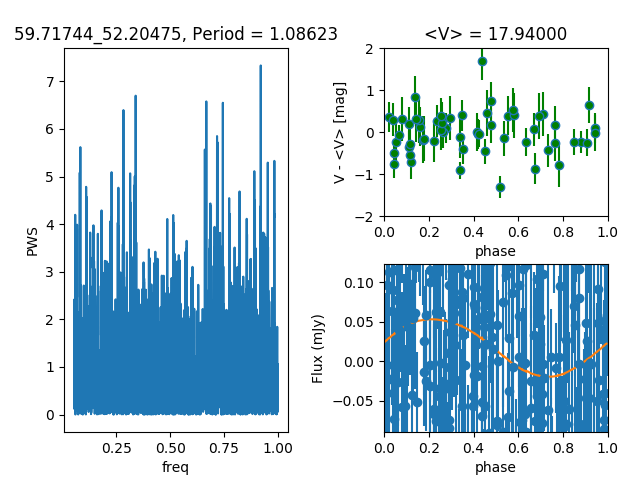 59.71744_52.20475, Period = 1.08623
PWS
7
6
5
4
3
2
1
0
0.25 0.50 0.75 1.00
freq
<V> = 17.94000
V - <V> [mag]
2
1
0
−1
−2
0.0 0.2 0.4 0.6 0.8 1.0
phase
Flux (mJy)
0.10
0.05
0.00
−0.05
0.0 0.2 0.4 0.6 0.8 1.0
phase